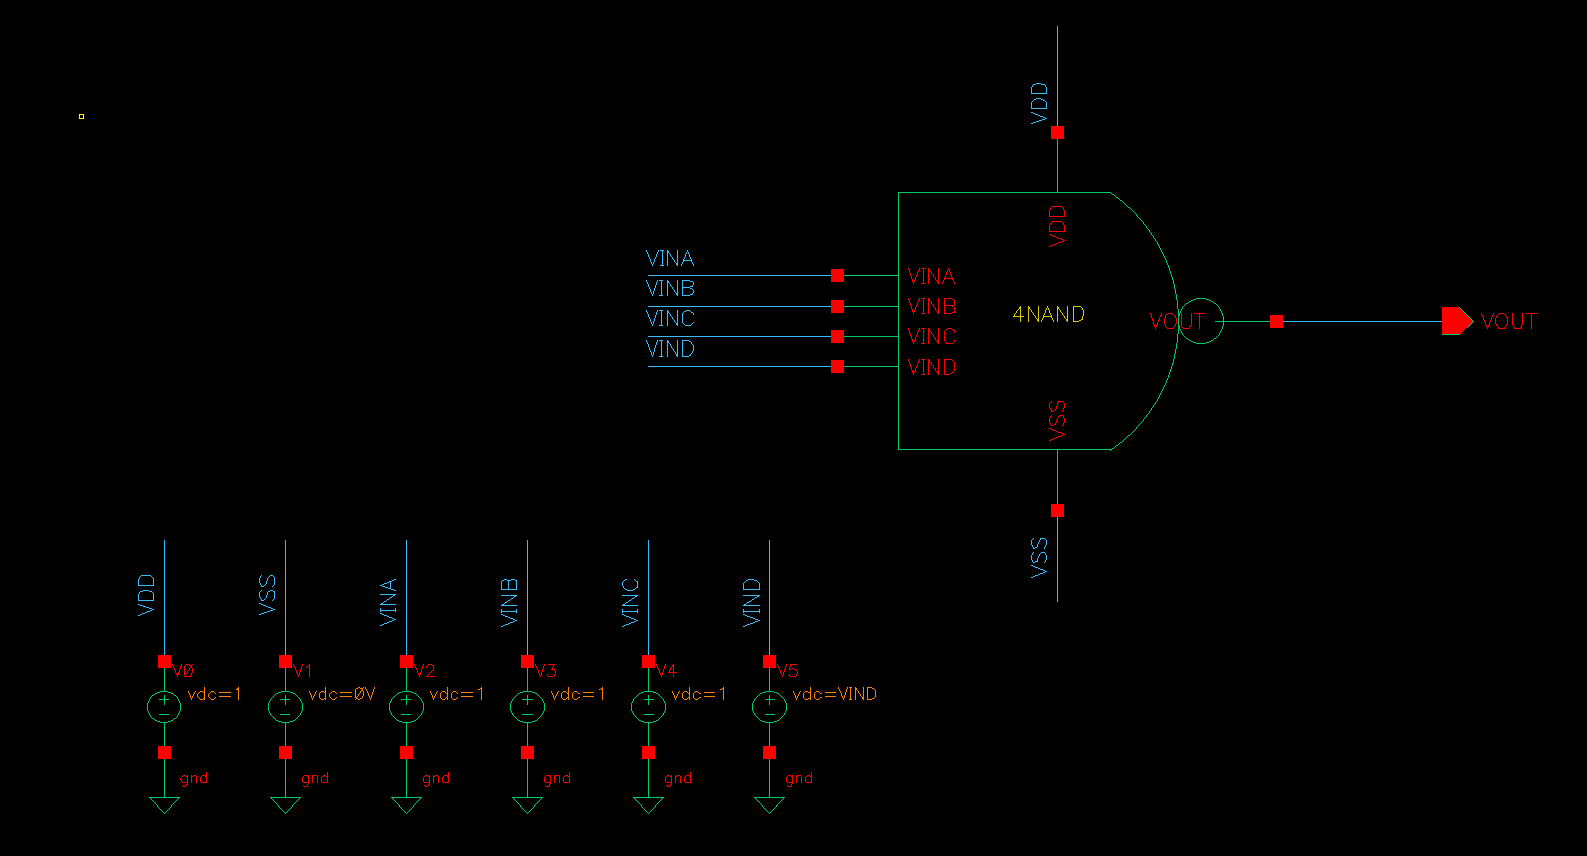 VDD
VDD
VINA
VINA
VINB
VINB
VINC
VINC
VIND
VIND
4NAND
VOUT
VOUT
VSS
VSS
VDD
VSS
VINA
VINB
VINC
VIND
V0
V1
V2
V3
V4
V5
vdc=1
vdc=0V
vdc=1
vdc=1
vdc=1
vdc=VIND
gnd
gnd
gnd
gnd
gnd
gnd